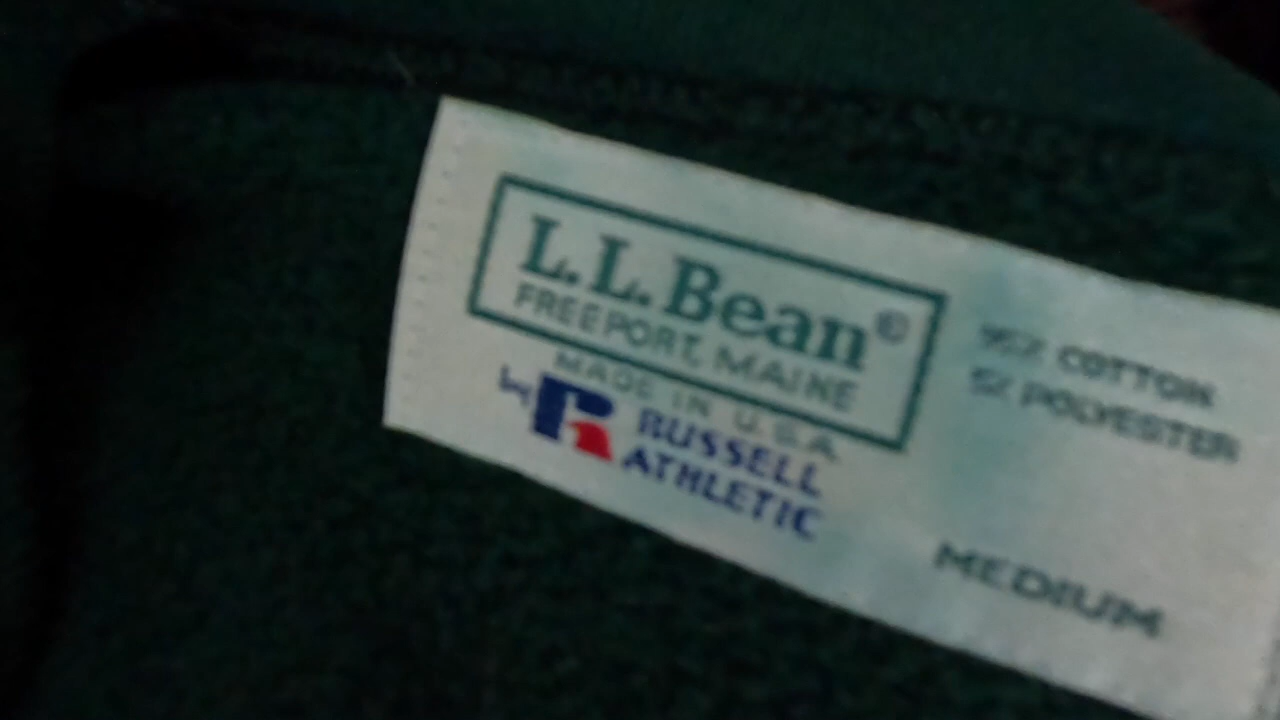 L.L.Bean©
FREEPORT, MAINE
MADE IN U.S.A
by R RUSSELL
ATHLETIC
COTTON
POLYESTER
MEDIUM